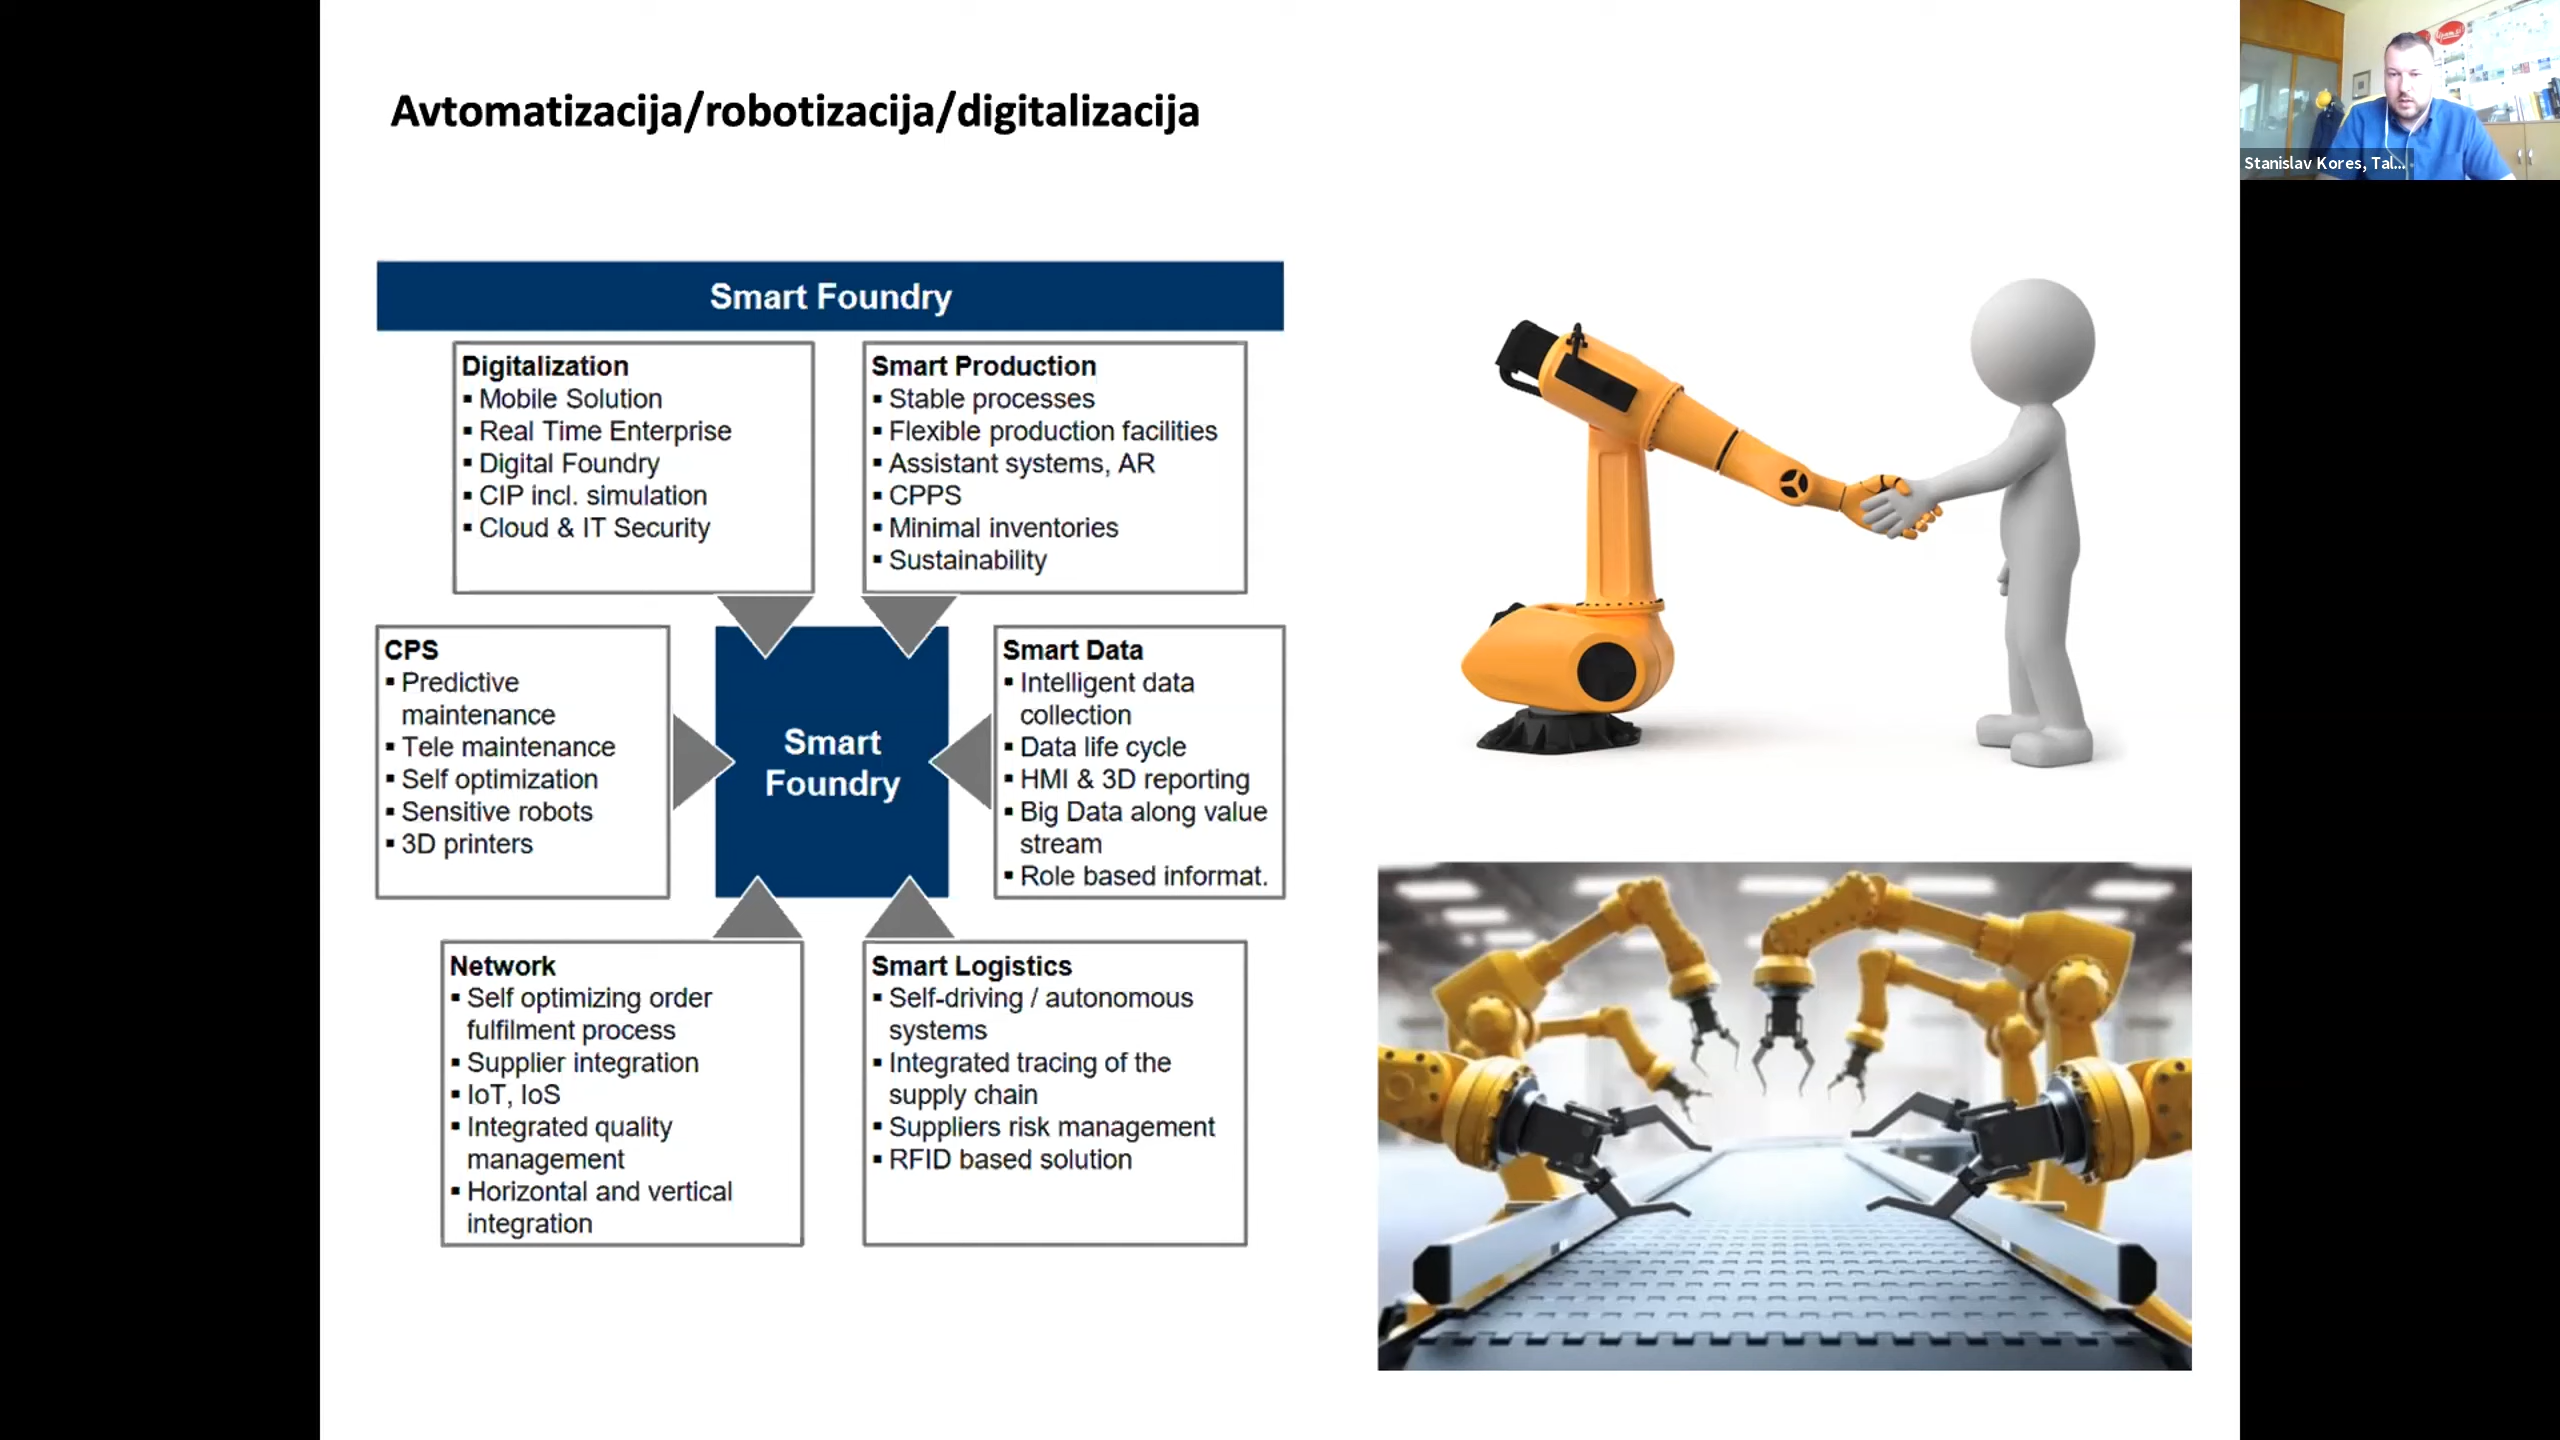 Avtomatizacija/robotizacija/digitalizacija
Stanislav Kores, Tal...
Smart Foundry
Digitalization
▪ Mobile Solution
▪ Real Time Enterprise
▪ Digital Foundry
▪ CIP incl. simulation
▪ Cloud & IT Security
Smart Production
▪ Stable processes
▪ Flexible production facilities
▪ Assistant systems, AR
▪ CPPS
▪ Minimal inventories
▪ Sustainability
CPS
▪ Predictive
maintenance
▪ Tele maintenance
▪ Self optimization
▪ Sensitive robots
▪ 3D printers
Smart
Foundry
Smart Data
▪ Intelligent data
collection
▪ Data life cycle
▪ HMI & 3D reporting
▪ Big Data along value
stream
▪ Role based informat.
Network
▪ Self optimizing order
fulfilment process
▪ Supplier integration
▪ IoT, IoS
▪ Integrated quality
management
▪ Horizontal and vertical
integration
Smart Logistics
▪ Self-driving / autonomous
systems
▪ Integrated tracing of the
supply chain
▪ Suppliers risk management
▪ RFID based solution